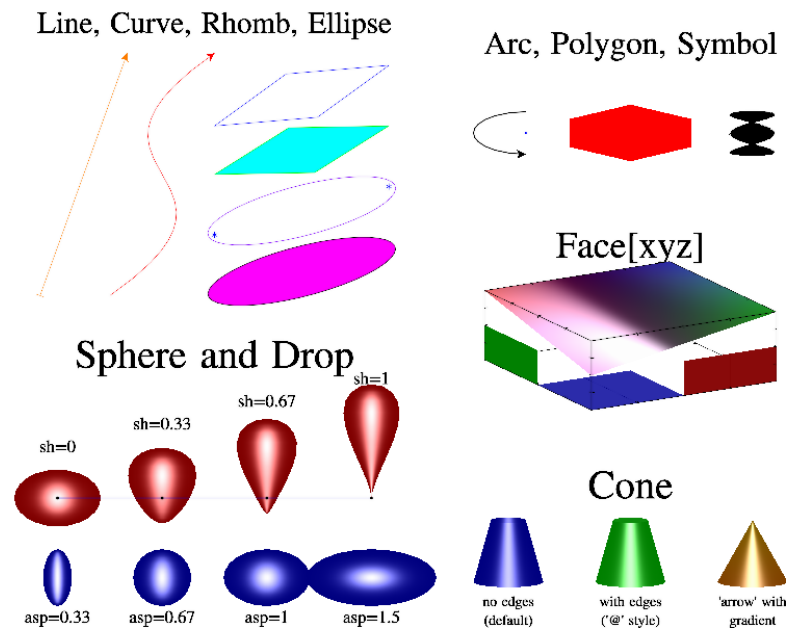 Line, Curve, Rhomb, Ellipse
Arc, Polygon, Symbol
Face[xyz]
Sphere and Drop
sh=0
sh=0.33
sh=0.67
sh=1
asp=0.33
asp=0.67
asp=1
asp=1.5
Cone
no edges
(default)
with edges
('@' style)
'arrow' with
gradient